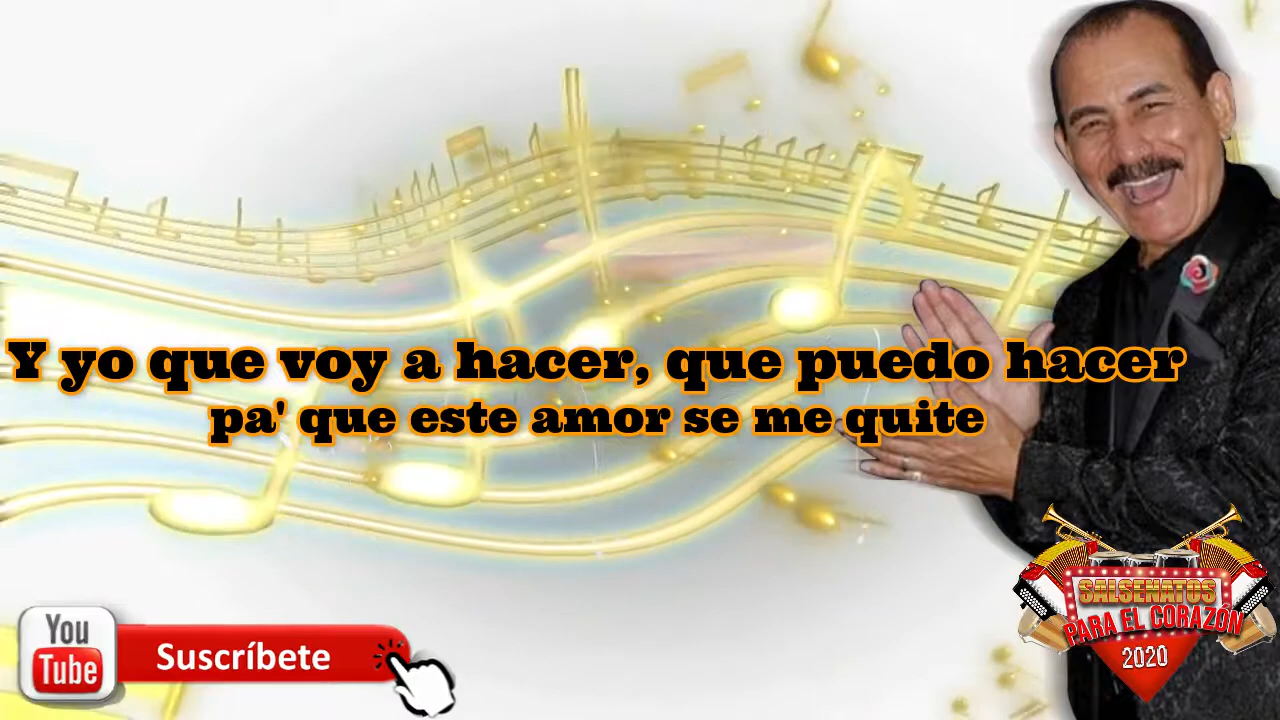 Y yo que voy a hacer, que puedo hacer
pa' que este amor se me quite
SALSENATOS
PARA EL CORAZÓN
2020
You
Tube
Suscríbete